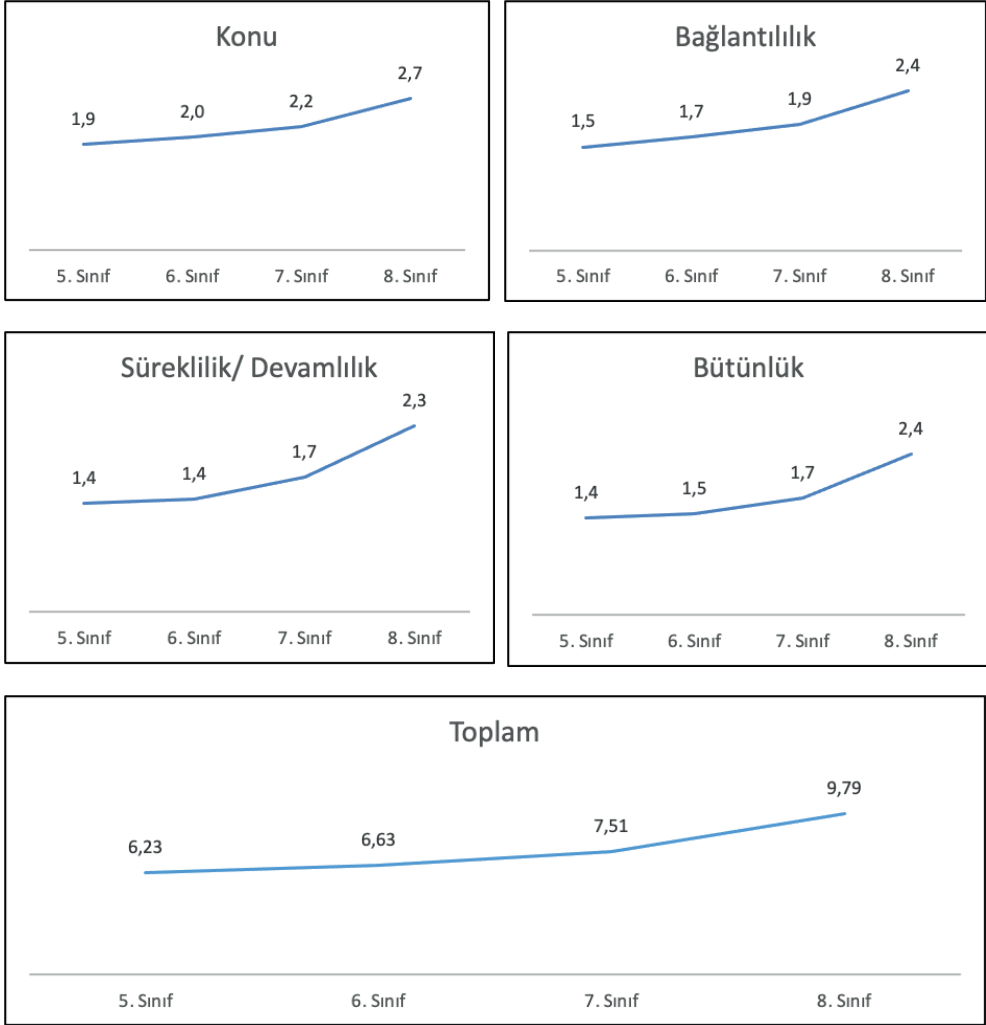 Konu
1,9
2,0
2,2
2,7
5. Sınıf 6. Sınıf 7. Sınıf 8. Sınıf
Bağlantılılık
1,5
1,7
1,9
2,4
5. Sınıf 6. Sınıf 7. Sınıf 8. Sınıf
Süreklilik/ Devamlılık
1,4
1,4
1,7
2,3
5. Sınıf 6. Sınıf 7. Sınıf 8. Sınıf
Bütünlük
1,4
1,5
1,7
2,4
5. Sınıf 6. Sınıf 7. Sınıf 8. Sınıf
Toplam
6,23
6,63
7,51
9,79
5. Sınıf 6. Sınıf 7. Sınıf 8. Sınıf